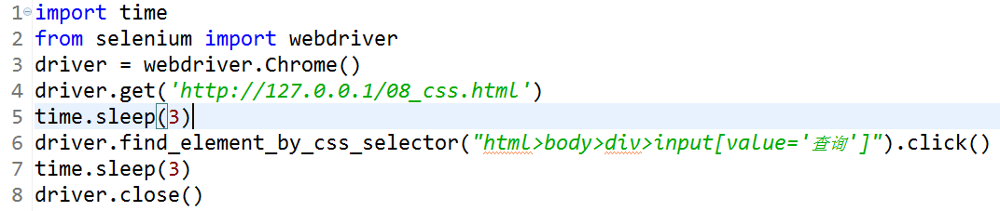 1 import time
2 from selenium import webdriver
3 driver = webdriver.Chrome()
4 driver.get('http://127.0.0.1/08_css.html')
5 time.sleep(3)
6 driver.find_element_by_css_selector("html>body>div>input[value='查询']").click()
7 time.sleep(3)
8 driver.close()